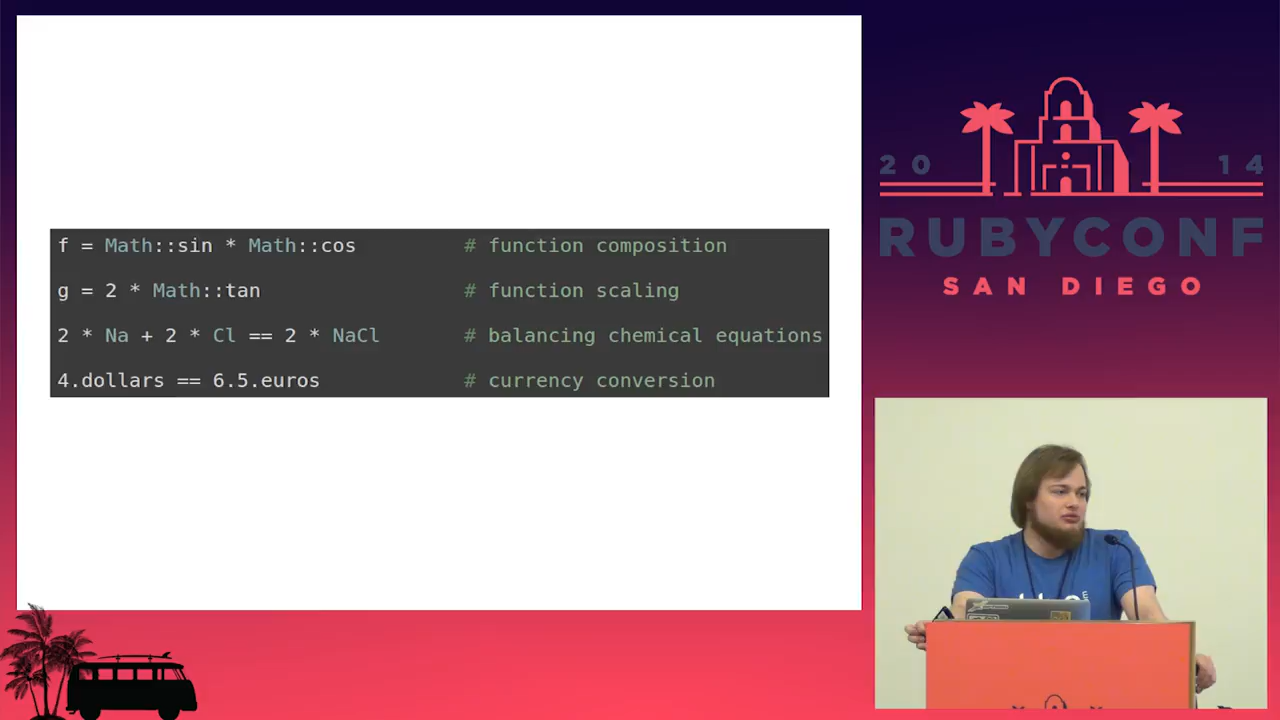 f = Math::sin * Math::cos # function composition
g = 2 * Math::tan # function scaling
2 * Na + 2 * Cl == 2 * NaCl # balancing chemical equations
4.dollars == 6.5.euros # currency conversion
20 14
RUBYCONF
SAN DIEGO